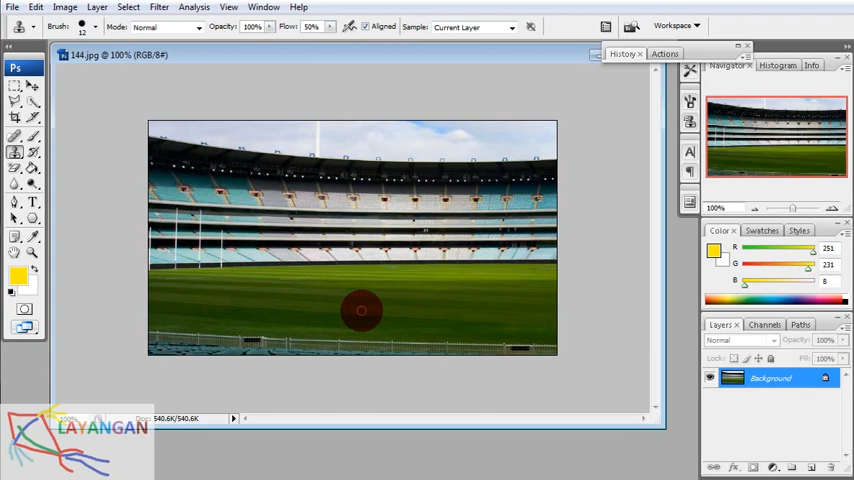 File Edit Image Layer Select Filter Analysis View Window Help
Brush: 12 Mode: Normal Opacity: 100% Flow: 50% Aligned Sample: Current Layer Workspace
144.jpg @ 100% (RGB/8#)
History Actions
Navigator Histogram Info
Ps
100%
Color Swatches Styles
R 251
G 231
B 8
Layers Channels Paths
Normal Opacity: 100%
Lock: Fill: 100%
Background
100% Doc: 540.6K/540.6K
LAYANGAN